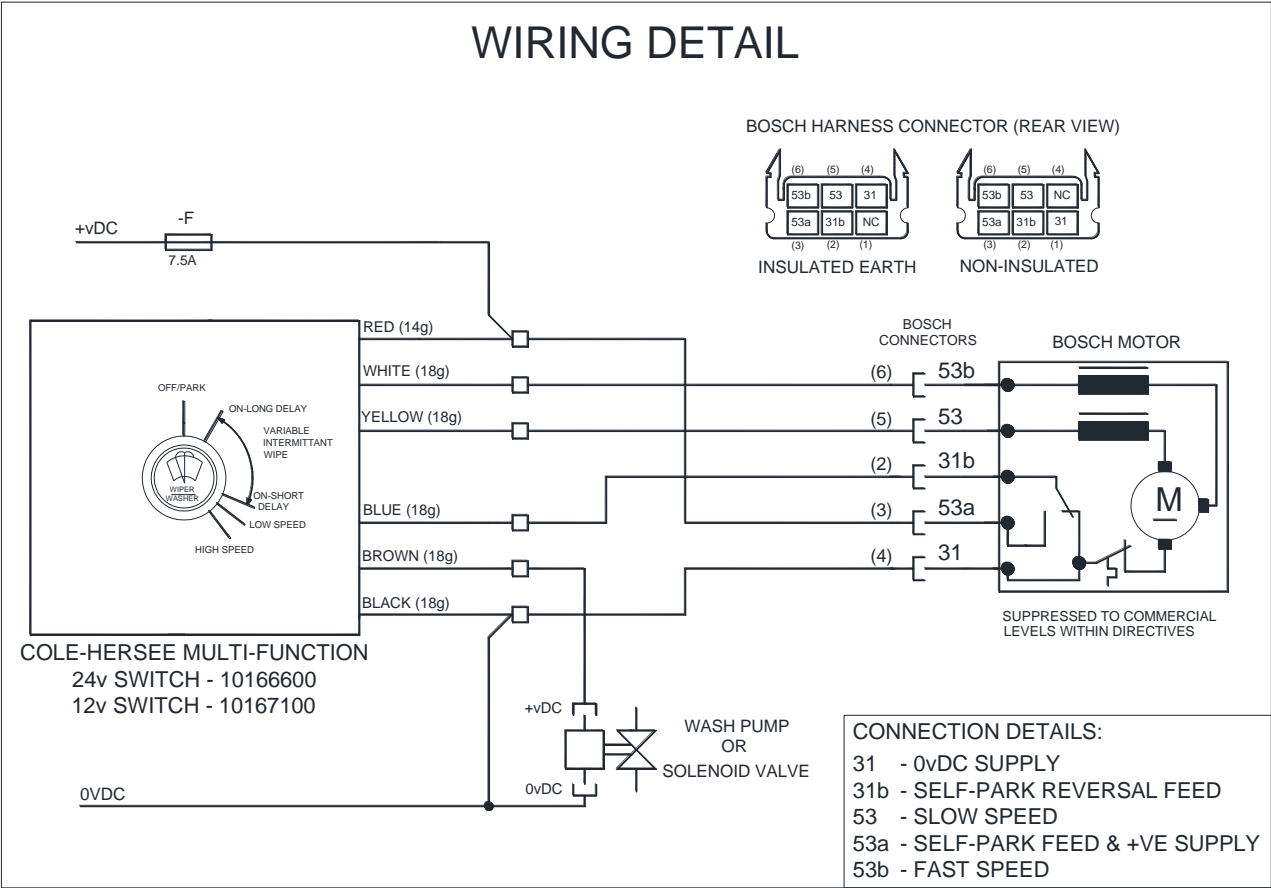 WIRING DETAIL
BOSCH HARNESS CONNECTOR (REAR VIEW)
(6) (5) (4)
53b 53 31
53a 31b NC
(3) (2) (1)
INSULATED EARTH
(6) (5) (4)
53b 53 NC
53a 31b 31
(3) (2) (1)
NON-INSULATED
+vDC
-F
7.5A
RED (14g)
WHITE (18g)
YELLOW (18g)
BLUE (18g)
BROWN (18g)
BLACK (18g)
OFF/PARK
ON-LONG DELAY
VARIABLE
INTERMITTANT
WIPE
ON-SHORT
DELAY
LOW SPEED
HIGH SPEED
WIPER
WASHER
COLE-HERSEE MULTI-FUNCTION
24v SWITCH - 10166600
12v SWITCH - 10167100
BOSCH
CONNECTORS
(6) 53b
(5) 53
(2) 31b
(3) 53a
(4) 31
BOSCH MOTOR
M
SUPPRESSED TO COMMERCIAL
LEVELS WITHIN DIRECTIVES
+vDC
0vDC
WASH PUMP
OR
SOLENOID VALVE
0VDC
CONNECTION DETAILS:
31 - 0vDC SUPPLY
31b - SELF-PARK REVERSAL FEED
53 - SLOW SPEED
53a - SELF-PARK FEED & +VE SUPPLY
53b - FAST SPEED